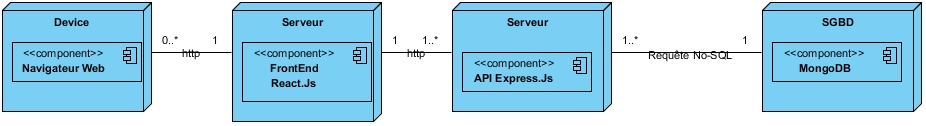 Device
Serveur
Serveur
SGBD
<<component>>
Navigateur Web
0..*
1
http
<<component>>
FrontEnd
React.Js
1
1..*
http
<<component>>
API Express.Js
1..*
1
Requête No-SQL
<<component>>
MongoDB